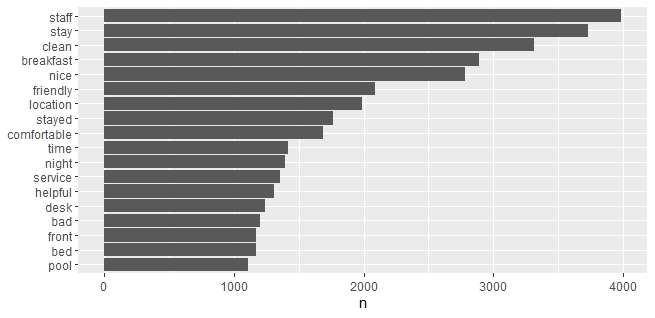 staff
stay
clean
breakfast
nice
friendly
location
stayed
comfortable
time
night
service
helpful
desk
bad
front
bed
pool
0 1000 2000 3000 4000
n